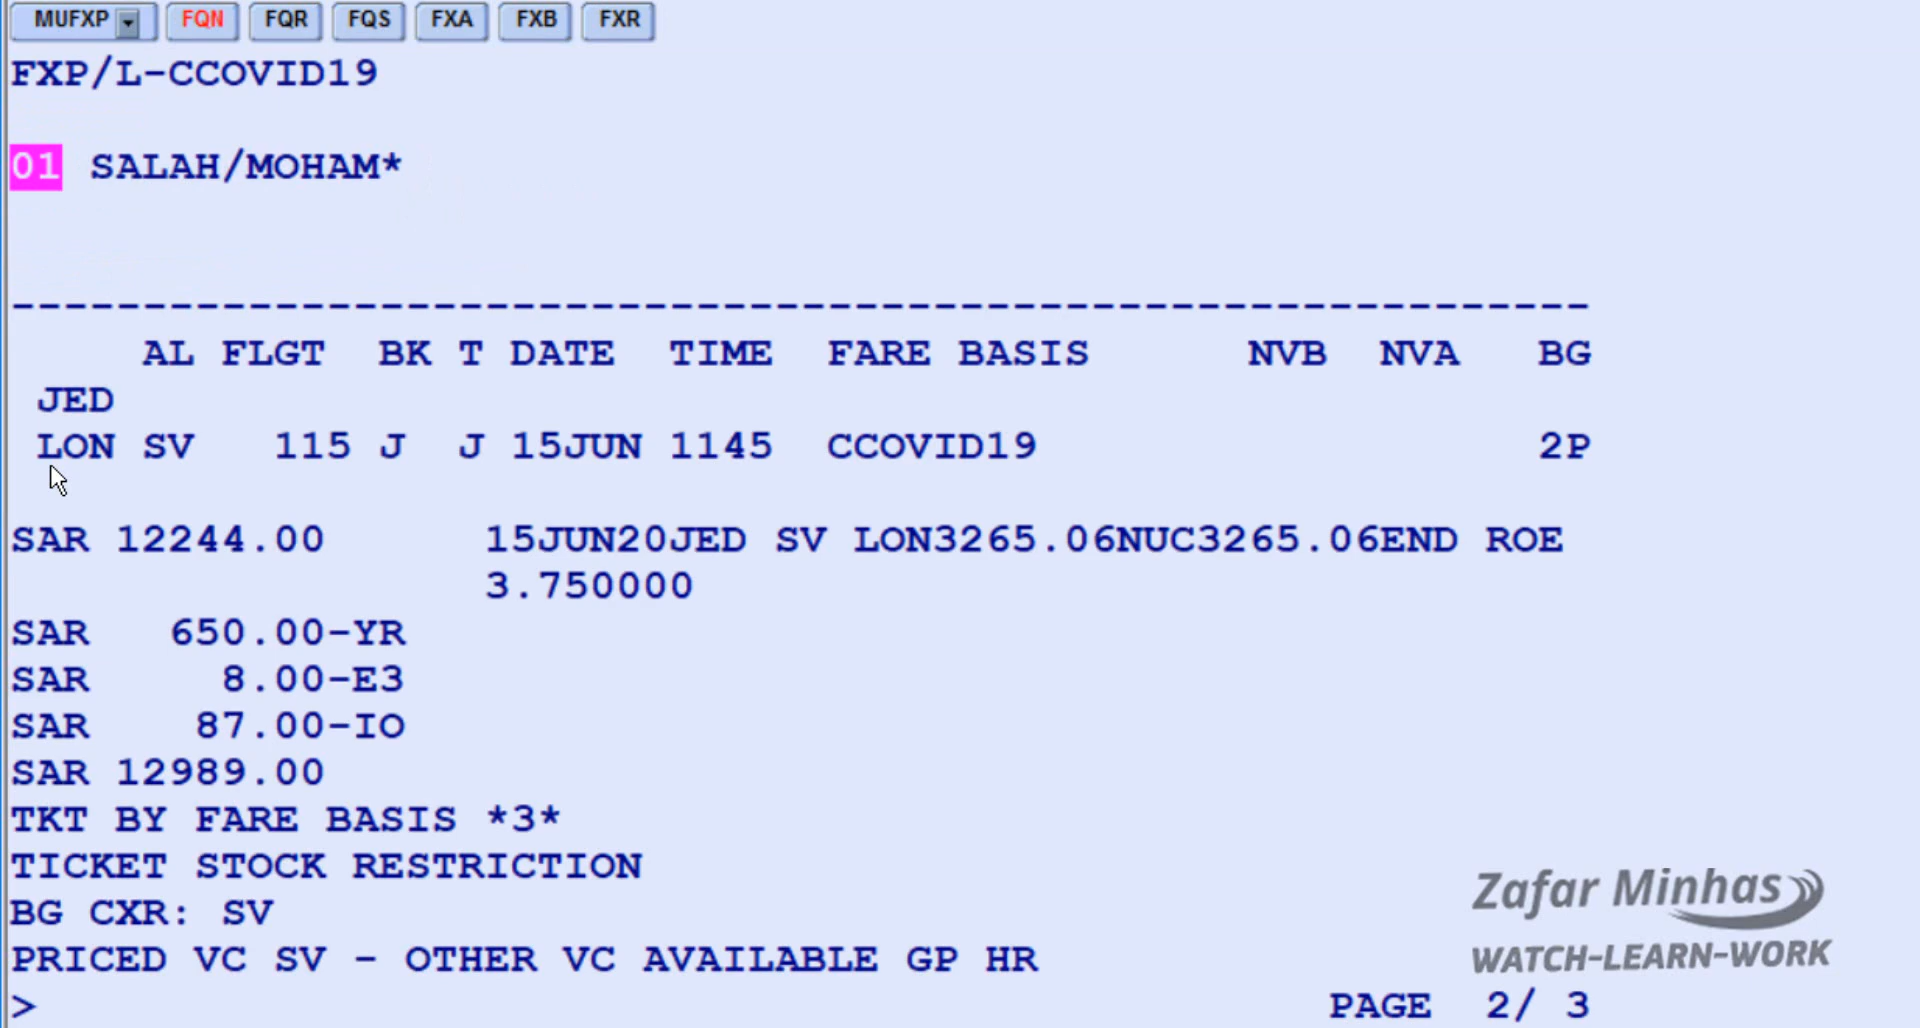 MUFXP FQN FQR FQS FXA FXB FXR
FXP/L-CCOVID19
01 SALAH/MOHAM*
------------------------------------------------------------
AL FLGT BK T DATE TIME FARE BASIS NVB NVA BG
JED
LON SV 115 J J 15JUN 1145 CCOVID19 2P
SAR 12244.00 15JUN20JED SV LON3265.06NUC3265.06END ROE
3.750000
SAR 650.00-YR
SAR 8.00-E3
SAR 87.00-IO
SAR 12989.00
TKT BY FARE BASIS *3*
TICKET STOCK RESTRICTION
BG CXR: SV
PRICED VC SV - OTHER VC AVAILABLE GP HR
> PAGE 2/ 3
Zafar Minhas
WATCH-LEARN-WORK